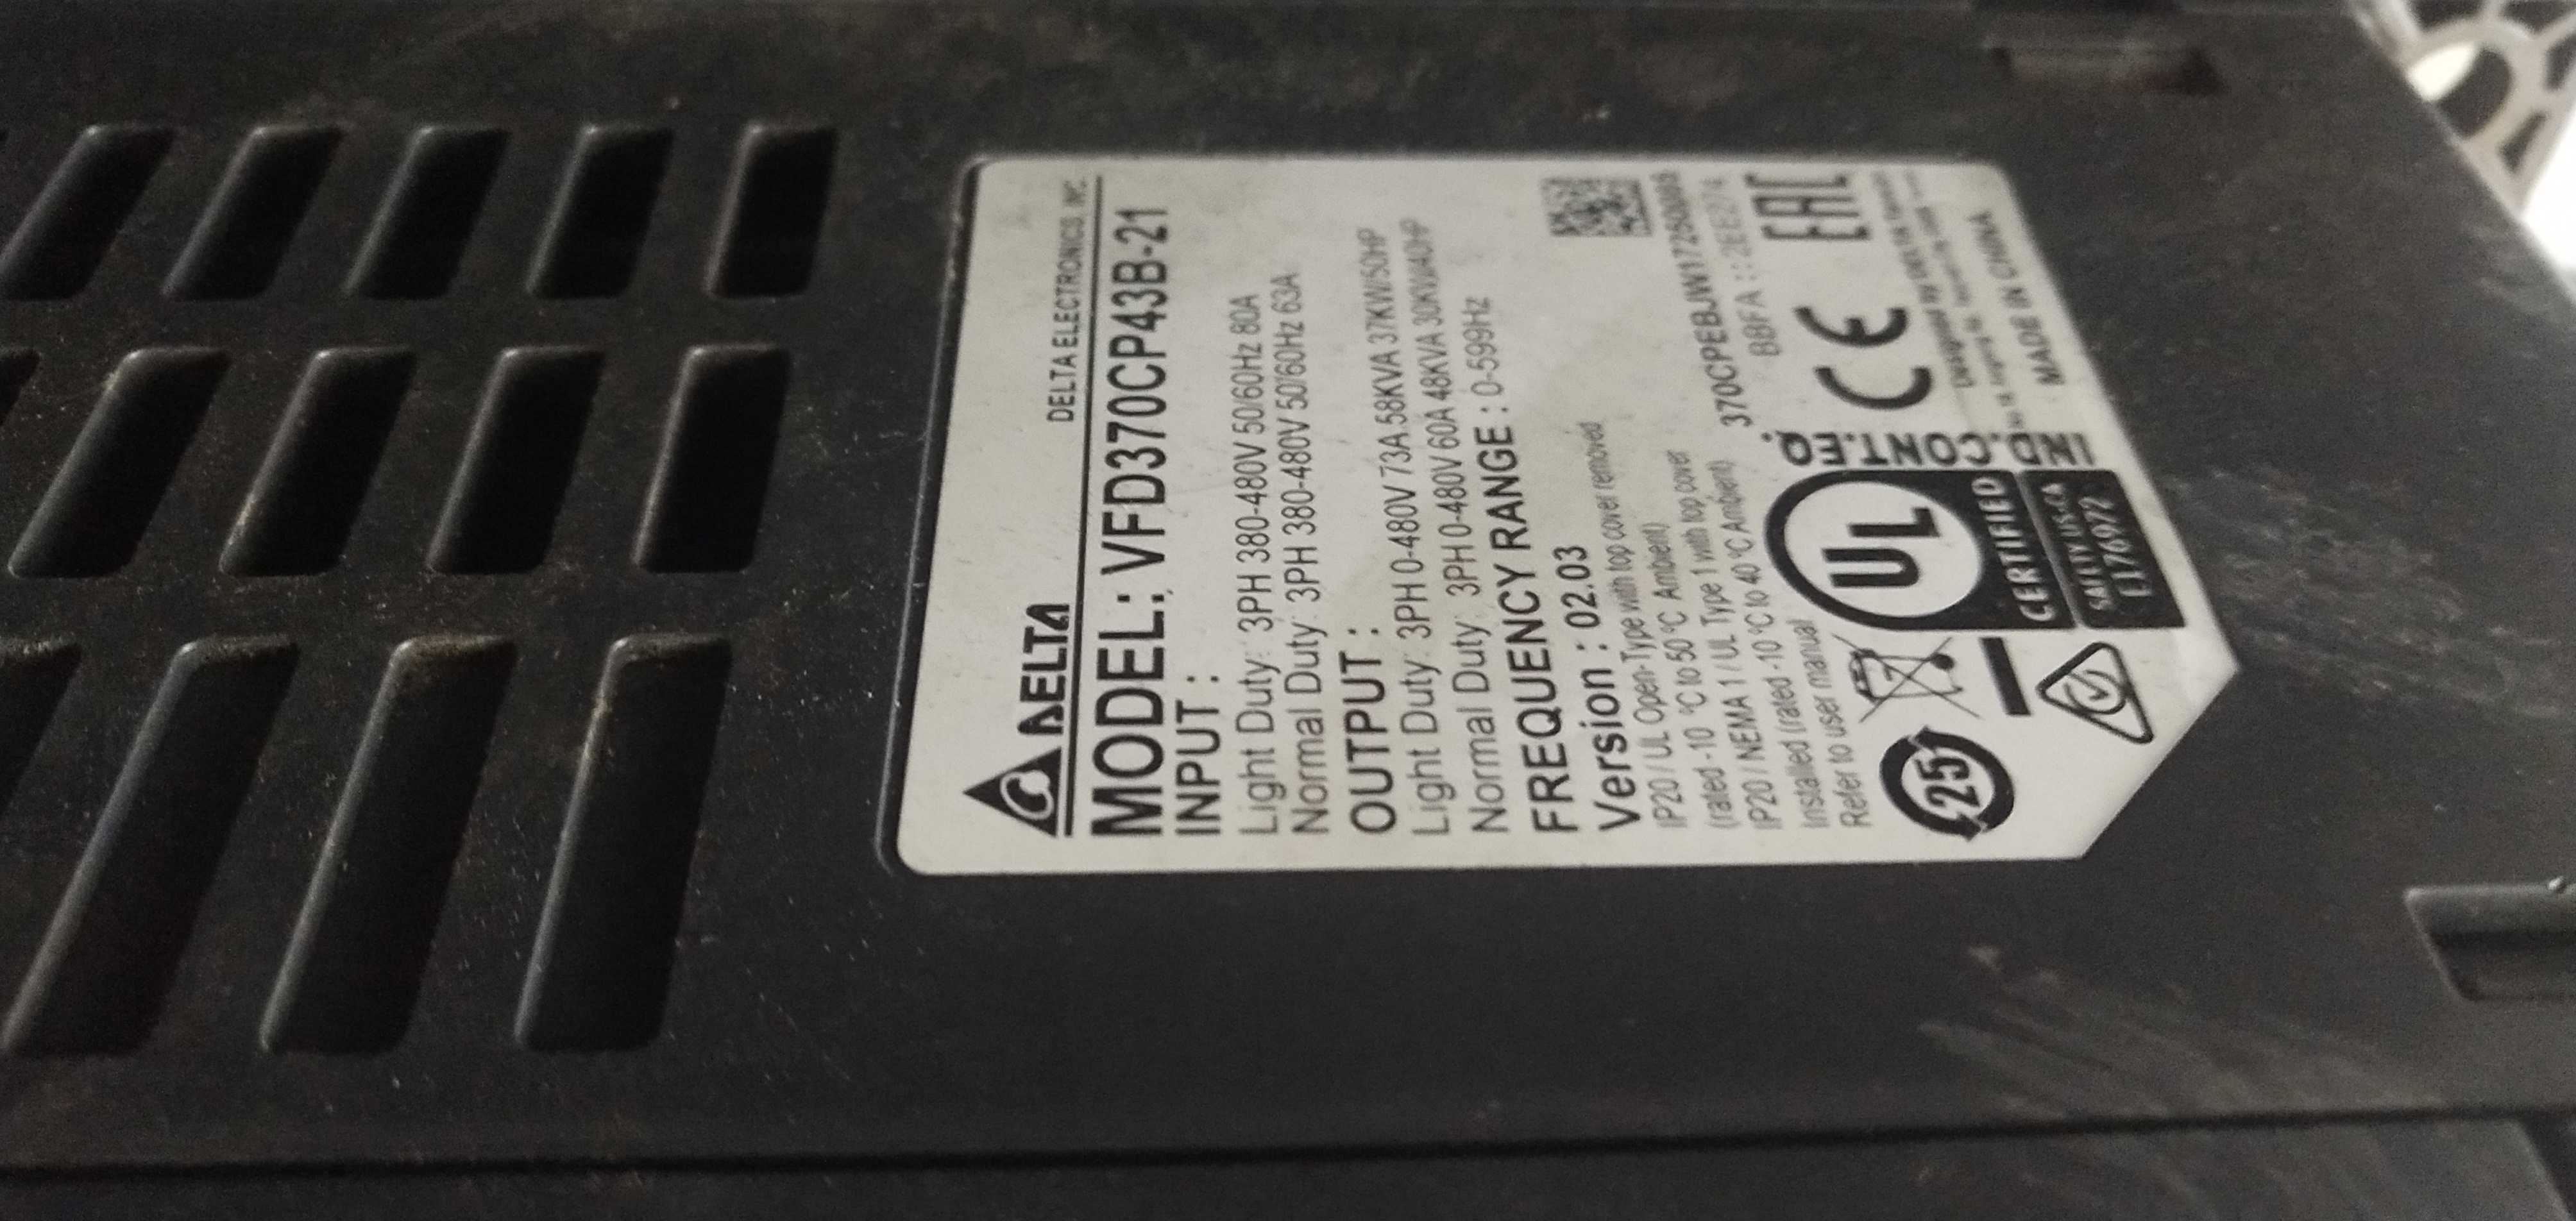 DELTA
DELTA ELECTRONICS, INC.
MODEL: VFD370CP43B-21
INPUT :
Light Duty: 3PH 380-480V 50/60Hz 80A
Normal Duty: 3PH 380-480V 50/60Hz 63A
OUTPUT :
Light Duty: 3PH 0-480V 73A 58KVA 37KW/50HP
Normal Duty: 3PH 0-480V 60A 48KVA 30KW/40HP
FREQUENCY RANGE : 0-599Hz
Version : 02.03
IP20 / UL Open-Type with top cover removed
(rated -10 °C to 50 °C Ambient)
IP20 / NEMA 1 / UL Type 1 with top cover
Installed (rated -10 °C to 40 °C Ambient)
Refer to user manual
25
UL
CERTIFIED
SAFETY US-CA
E176972
IND.CONT.EQ.
CE
EAC
MADE IN CHINA